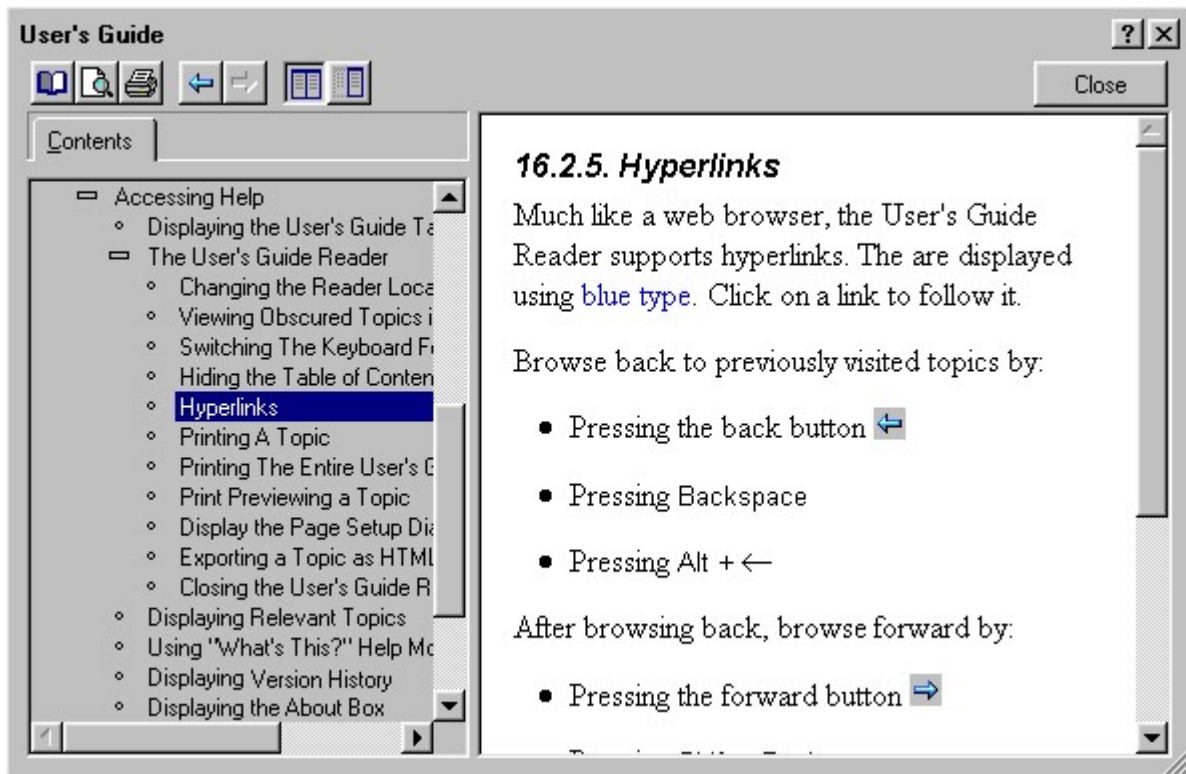 User's Guide
?
Close
Contents
Accessing Help
Displaying the User's Guide Ta
The User's Guide Reader
Changing the Reader Loca
Viewing Obscured Topics i
Switching The Keyboard Fo
Hiding the Table of Conten
Hyperlinks
Printing A Topic
Printing The Entire User's G
Print Previewing a Topic
Display the Page Setup Dia
Exporting a Topic as HTML
Closing the User's Guide R
Displaying Relevant Topics
Using "What's This?" Help Mo
Displaying Version History
Displaying the About Box
16.2.5. Hyperlinks
Much like a web browser, the User's Guide
Reader supports hyperlinks. The are displayed
using blue type. Click on a link to follow it.
Browse back to previously visited topics by:
• Pressing the back button
• Pressing Backspace
• Pressing Alt + ←
After browsing back, browse forward by:
• Pressing the forward button